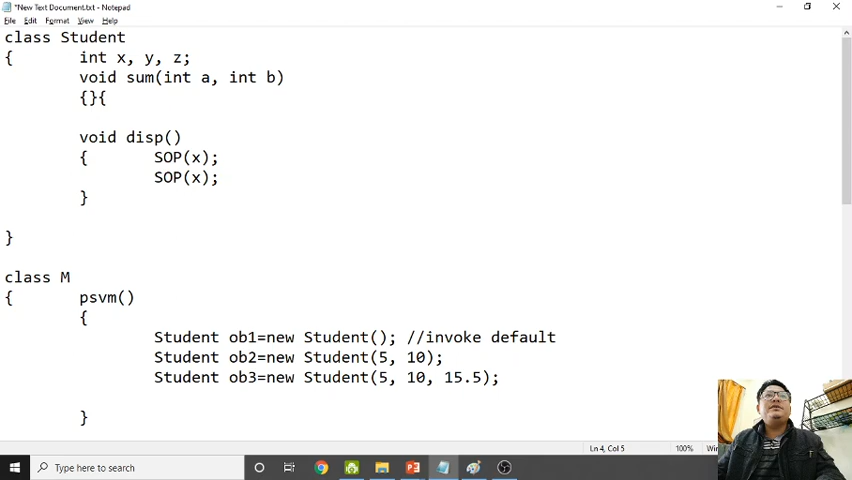 *New Text Document.txt - Notepad
File Edit Format View Help
class Student
{ int x, y, z;
void sum(int a, int b)
{}{
void disp()
{ SOP(x);
SOP(x);
}
}
class M
{ psvm()
{
Student ob1=new Student(); //invoke default
Student ob2=new Student(5, 10);
Student ob3=new Student(5, 10, 15.5);
}
Ln 4, Col 5 100%
Type here to search